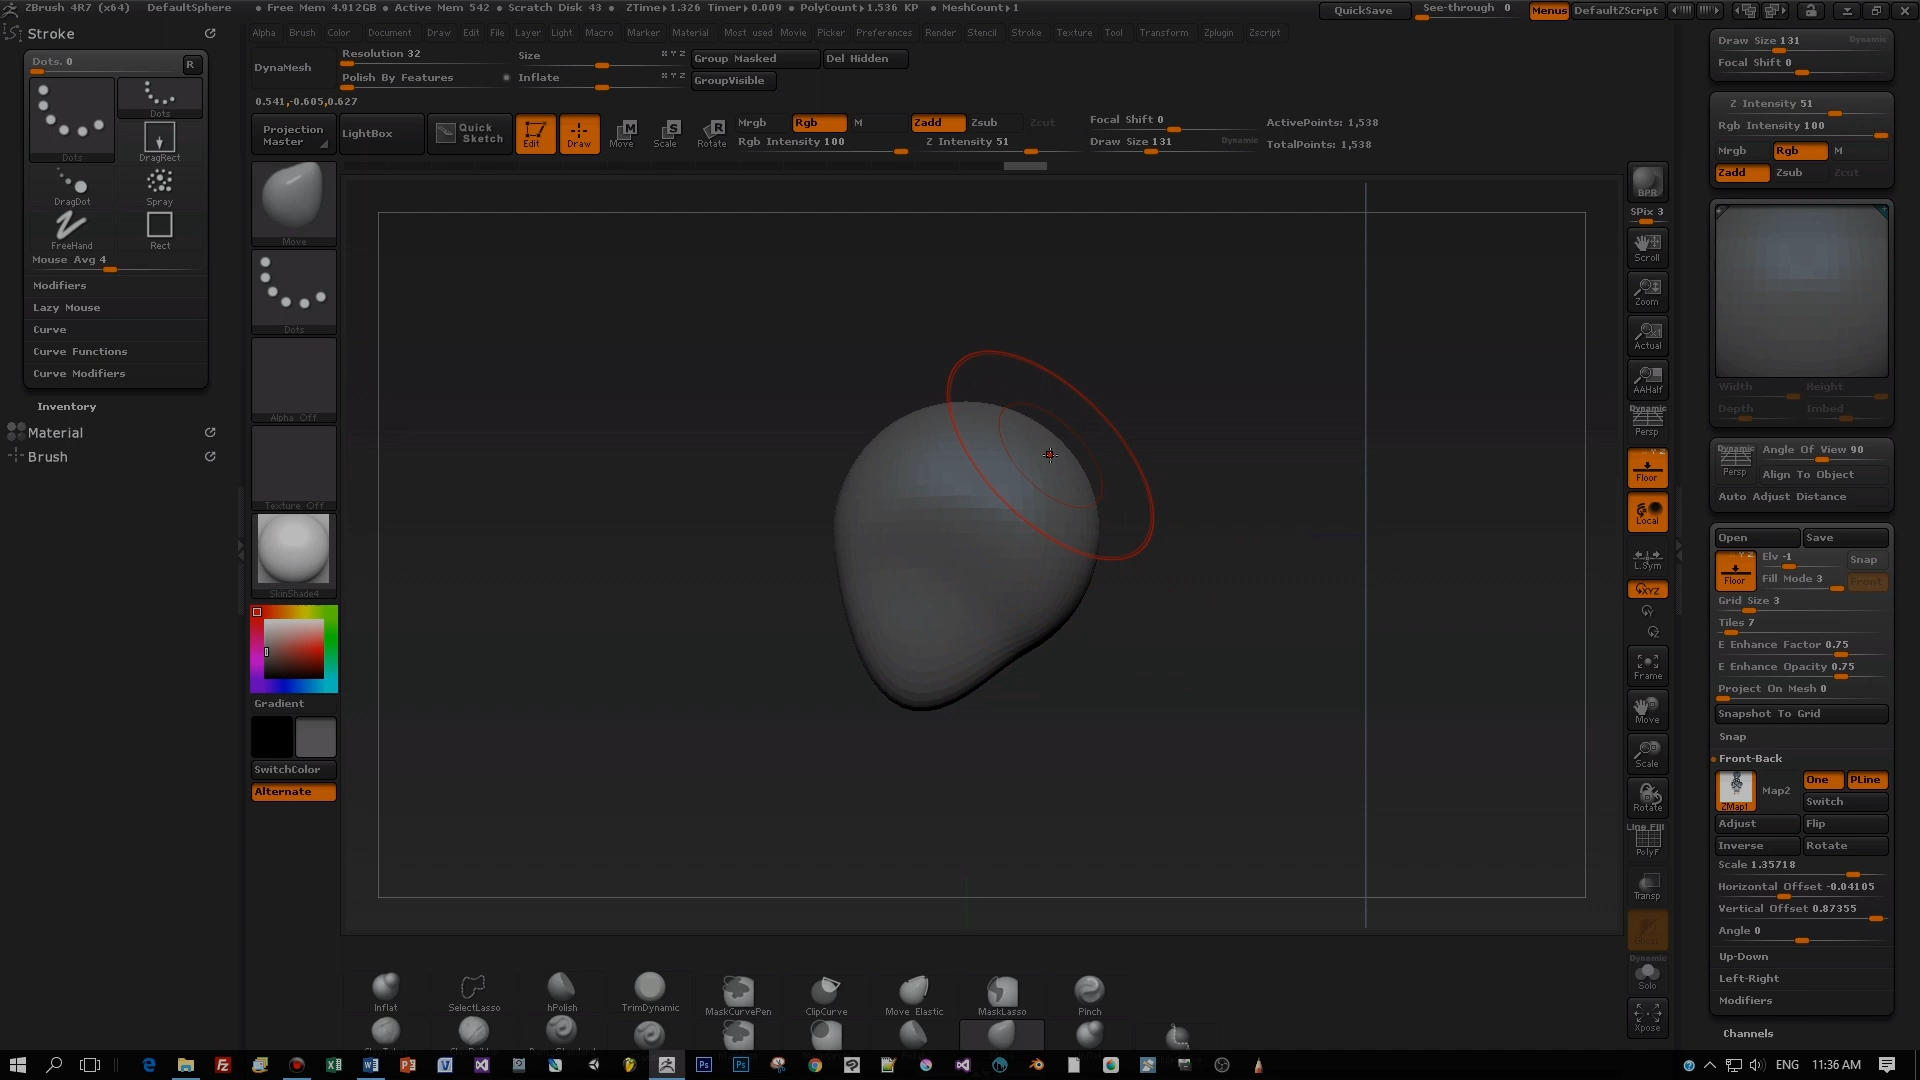 ZBrush 4R7 (x64) DefaultSphere • Free Mem 4.912GB • Active Mem 542 • Scratch Disk 43 • ZTime▸1.326 Timer▸0.009 • PolyCount▸1.536 KP • MeshCount▸1 QuickSave See-through 0 Menus DefaultZScript
Alpha Brush Color Document Draw Edit File Layer Light Macro Marker Material Most used Movie Picker Preferences Render Stencil Stroke Texture Tool Transform Zplugin Zscript
Stroke
Dots. 0 R
Dots
Dots
DragRect
DragDot Spray
FreeHand Rect
Mouse Avg 4
Modifiers
Lazy Mouse
Curve
Curve Functions
Curve Modifiers
Inventory
Material
Brush
DynaMesh
Resolution 32
Polish By Features
Size
Inflate
X Y Z
X Y Z
Group Masked Del Hidden
GroupVisible
0.541,-0.605,0.627
Projection Master
LightBox
Quick Sketch
Edit Draw Move Scale Rotate
Mrgb Rgb M
Rgb Intensity 100
Zadd Zsub Zcut
Z Intensity 51
Focal Shift 0
Draw Size 131 Dynamic
ActivePoints: 1,538
TotalPoints: 1,538
Move
Dots
Alpha Off
Texture Off
SkinShade4
Gradient
SwitchColor
Alternate
BPR
SPix 3
Scroll
Zoom
Actual
AAHalf
Dynamic
Persp
Floor
Local
L.Sym
XYZ
Frame
Move
Scale
Rotate
Line Fill
PolyF
Transp
Ghost
Dynamic
Solo
Xpose
Draw Size 131 Dynamic
Focal Shift 0
Z Intensity 51
Rgb Intensity 100
Mrgb Rgb M
Zadd Zsub Zcut
Width Height
Depth Imbed
Dynamic
Persp
Angle Of View 90
Align To Object
Auto Adjust Distance
Open Save
Floor
Elv -1 Snap
Fill Mode 3 Front
Grid Size 3
Tiles 7
E Enhance Factor 0.75
E Enhance Opacity 0.75
Project On Mesh 0
Snapshot To Grid
Snap
Front-Back
ZMap1 Map2 One PLine
Switch
Adjust Flip
Inverse Rotate
Scale 1.35718
Horizontal Offset -0.04105
Vertical Offset 0.87355
Angle 0
Up-Down
Left-Right
Modifiers
Channels
Inflat SelectLasso hPolish TrimDynamic MaskCurvePen ClipCurve Move Elastic MaskLasso Pinch
ENG 11:36 AM